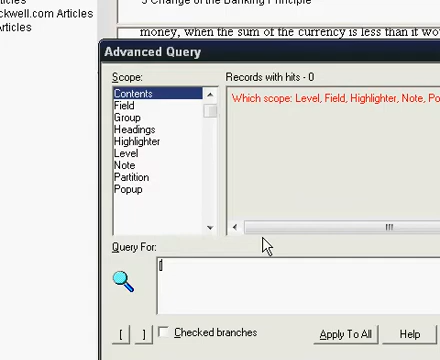 5 Change of the Banking Principle
ckwell.com Articles
Articles
money, when the sum of the currency is less than it wo
Advanced Query
Scope:
Records with hits - 0
Contents
Field
Group
Headings
Highlighter
Level
Note
Partition
Popup
Which scope: Level, Field, Highlighter, Note, Po
Query For:
[
[ ]
Checked branches
Apply To All
Help